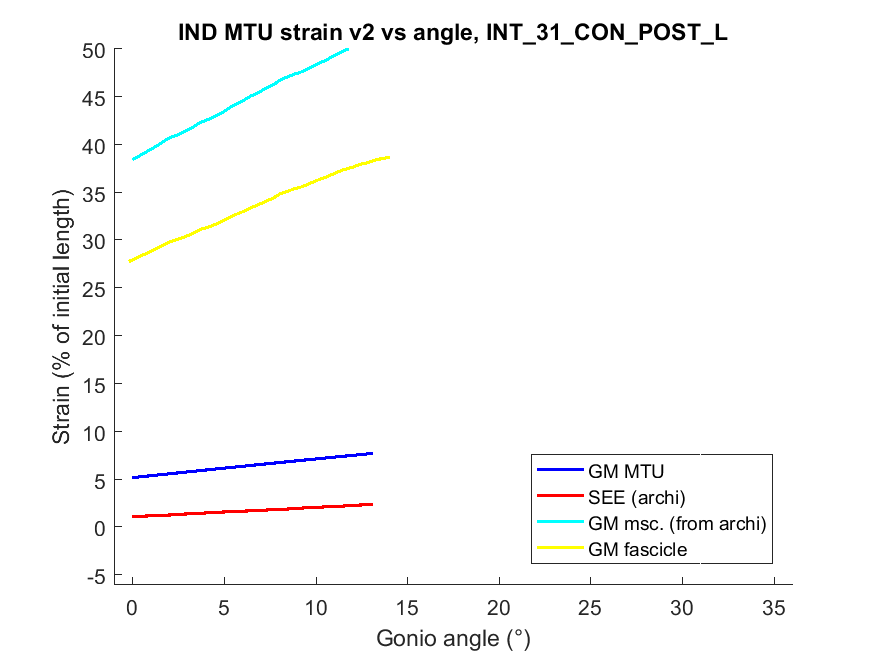 IND MTU strain v2 vs angle, INT_31_CON_POST_L
Strain (% of initial length)
50
45
40
35
30
25
20
15
10
5
0
-5
GM MTU
SEE (archi)
GM msc. (from archi)
GM fascicle
0 5 10 15 20 25 30 35
Gonio angle (°)